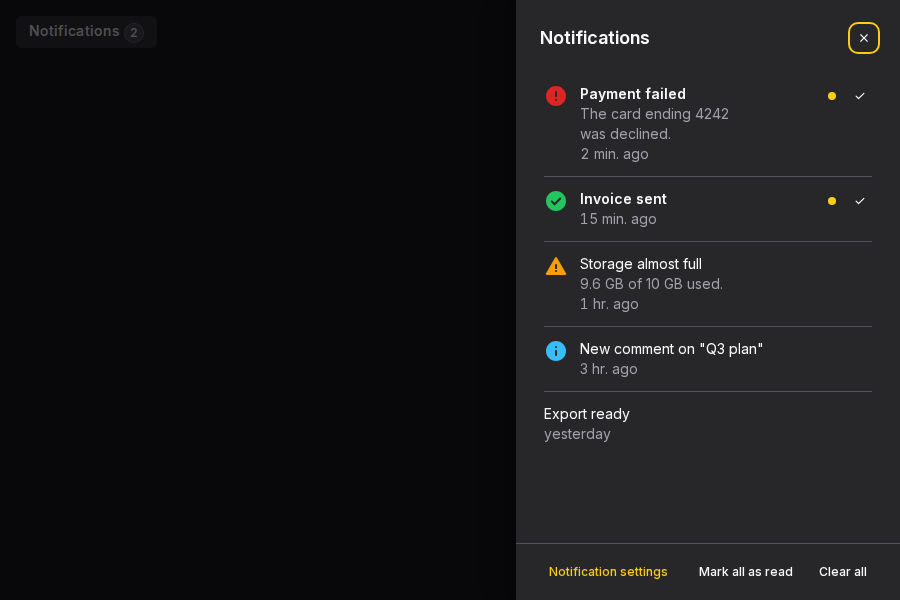 Notifications 2
Notifications
Payment failed
The card ending 4242
was declined.
2 min. ago
Invoice sent
15 min. ago
Storage almost full
9.6 GB of 10 GB used.
1 hr. ago
New comment on "Q3 plan"
3 hr. ago
Export ready
yesterday
Notification settings
Mark all as read
Clear all